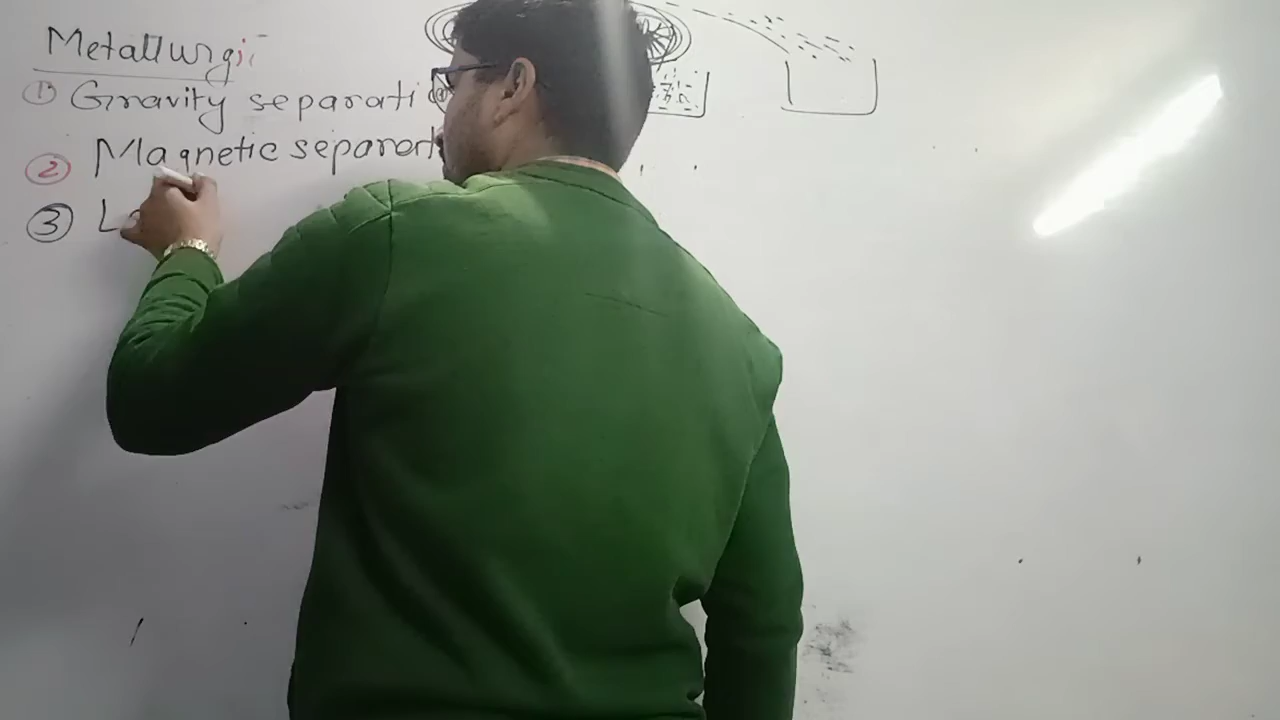 Metallurgi
① Gravity separati
② Magnetic separat
③ L